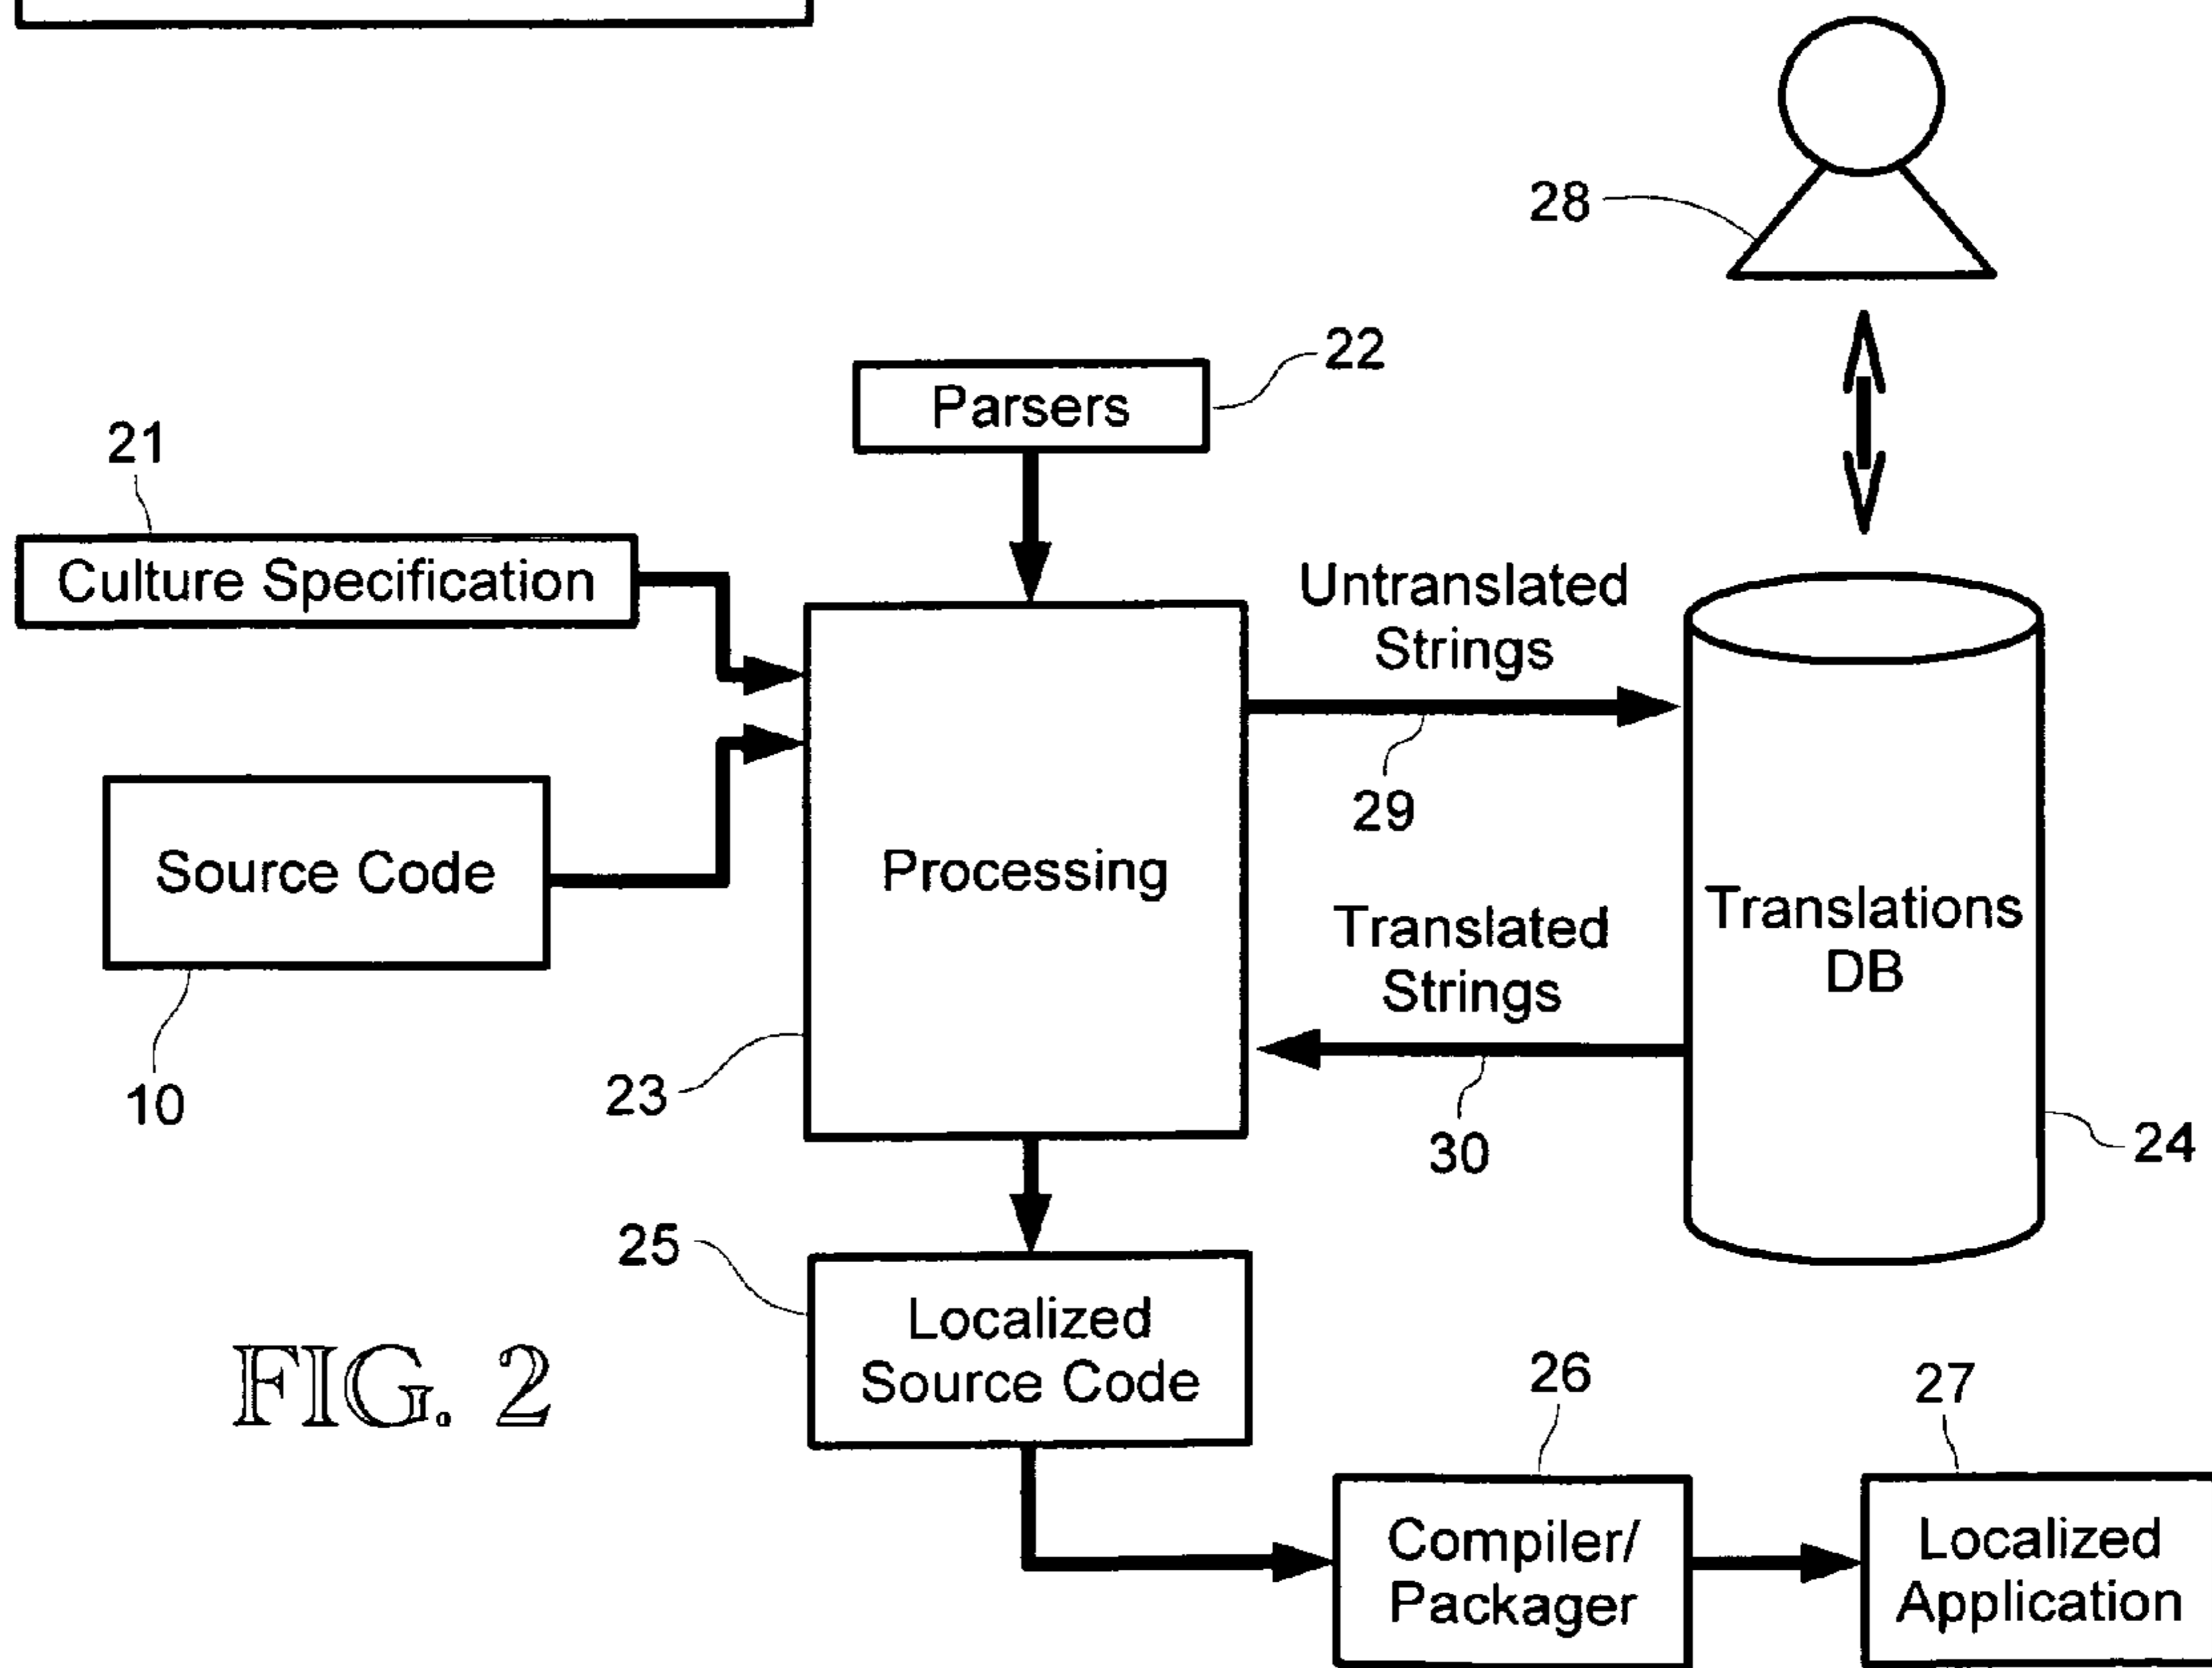 28
22
Parsers
21
Culture Specification
Untranslated
Strings
29
Source Code
10
Processing
23
Translated
Strings
30
Translations
DB
24
25
Localized
Source Code
FIG. 2
26
Compiler/
Packager
27
Localized
Application